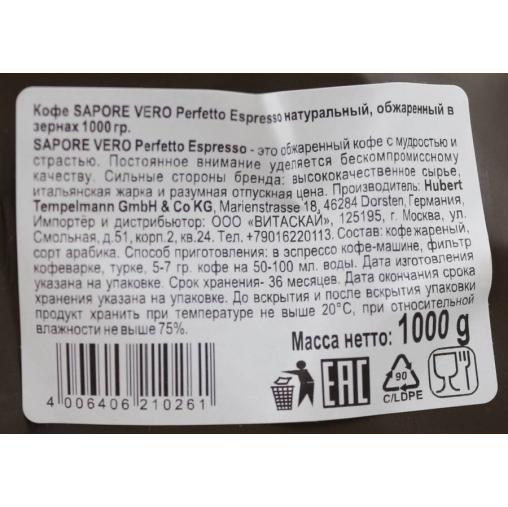 Кофе SAPORE VERO Perfetto Espresso натуральный, обжаренный в
зернах 1000 гр.
SAPORE VERO Perfetto Espresso - это обжаренный кофе с мудростью и
страстью. Постоянное внимание уделяется бескомпромиссному
качеству. Сильные стороны бренда: высококачественное сырье,
итальянская жарка и разумная отпускная цена. Производитель: Hubert
Tempelmann GmbH & Co KG, Marienstrasse 18, 46284 Dorsten, Германия,
Импортёр и дистрибьютор: ООО «ВИТАСКАЙ», 125195, г. Москва, ул.
Смольная, д.51, корп.2, кв.24. Тел. +79016220113. Состав: кофе жареный,
сорт арабика. Способ приготовления: в эспрессо кофе-машине, фильтр
кофеварке, турке, 5-7 гр. кофе на 50-100 мл. воды. Дата изготовления
указана на упаковке. Срок хранения- 36 месяцев. Дата окончания срока
хранения указана на упаковке. До вскрытия и после вскрытия упаковки
продукт хранить при температуре не выше 20°С, при относительной
влажности не выше 75%.
Масса нетто: 1000 g
4 006406 210261
EAC
90
C/LDPE